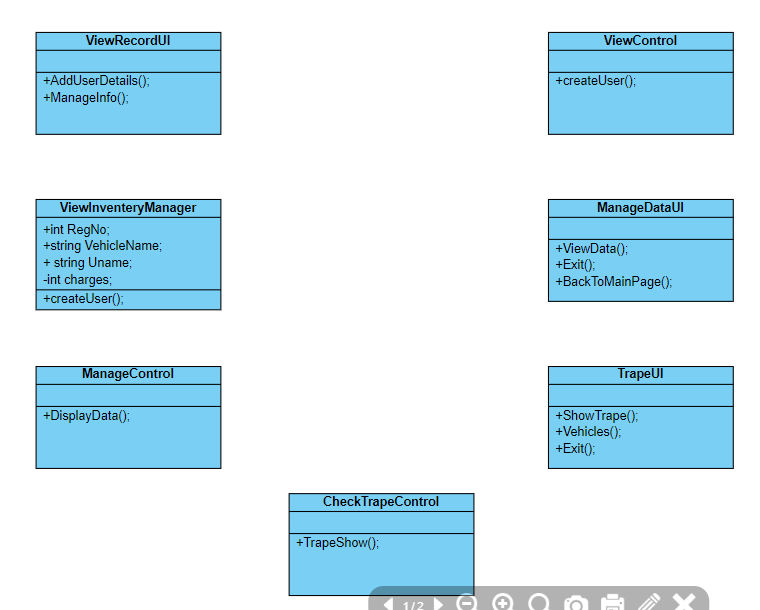 ViewRecordUI
+AddUserDetails();
+ManageInfo();
ViewControl
+createUser();
ViewInventeryManager
+int RegNo;
+string VehicleName;
+ string Uname;
-int charges;
+createUser();
ManageDataUI
+ViewData();
+Exit();
+BackToMainPage();
ManageControl
+DisplayData();
TrapeUI
+ShowTrape();
+Vehicles();
+Exit();
CheckTrapeControl
+TrapeShow();
1/2